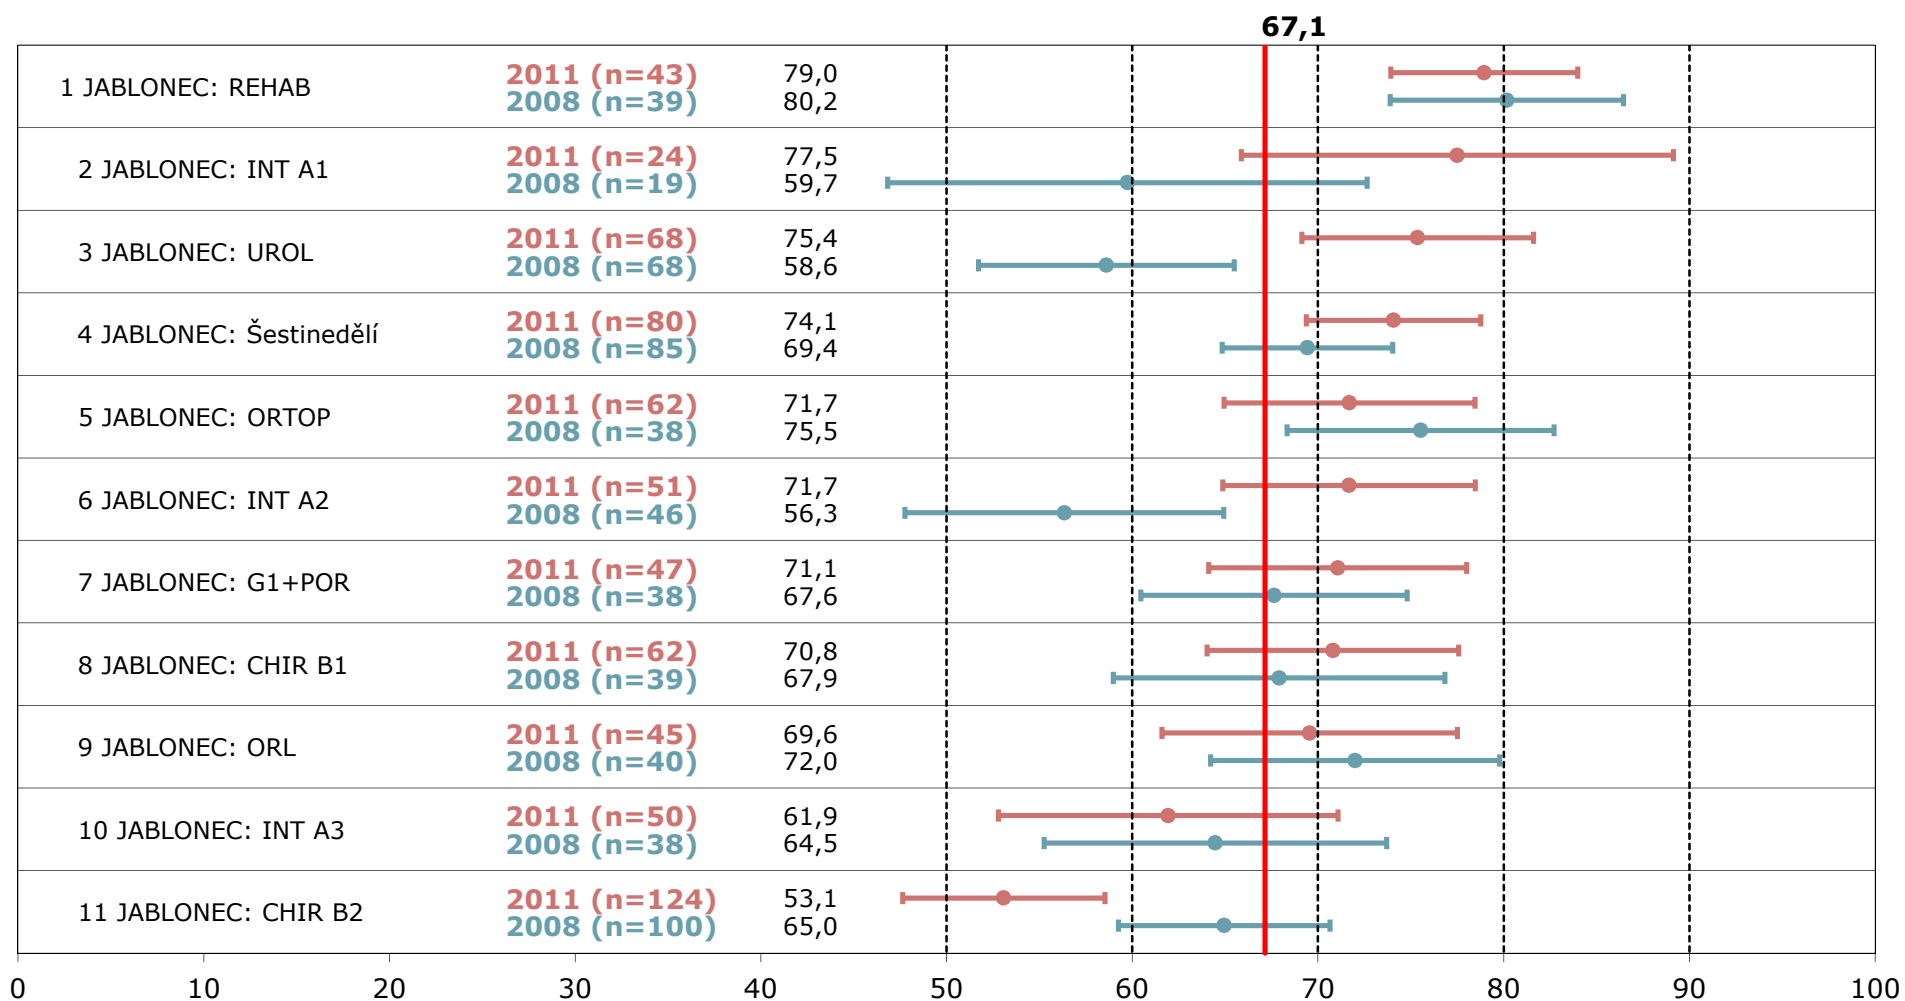 67,1
1 JABLONEC: REHAB
2011 (n=43) 79,0
2008 (n=39) 80,2
2 JABLONEC: INT A1
2011 (n=24) 77,5
2008 (n=19) 59,7
3 JABLONEC: UROL
2011 (n=68) 75,4
2008 (n=68) 58,6
4 JABLONEC: Šestinedělí
2011 (n=80) 74,1
2008 (n=85) 69,4
5 JABLONEC: ORTOP
2011 (n=62) 71,7
2008 (n=38) 75,5
6 JABLONEC: INT A2
2011 (n=51) 71,7
2008 (n=46) 56,3
7 JABLONEC: G1+POR
2011 (n=47) 71,1
2008 (n=38) 67,6
8 JABLONEC: CHIR B1
2011 (n=62) 70,8
2008 (n=39) 67,9
9 JABLONEC: ORL
2011 (n=45) 69,6
2008 (n=40) 72,0
10 JABLONEC: INT A3
2011 (n=50) 61,9
2008 (n=38) 64,5
11 JABLONEC: CHIR B2
2011 (n=124) 53,1
2008 (n=100) 65,0
0 10 20 30 40 50 60 70 80 90 100